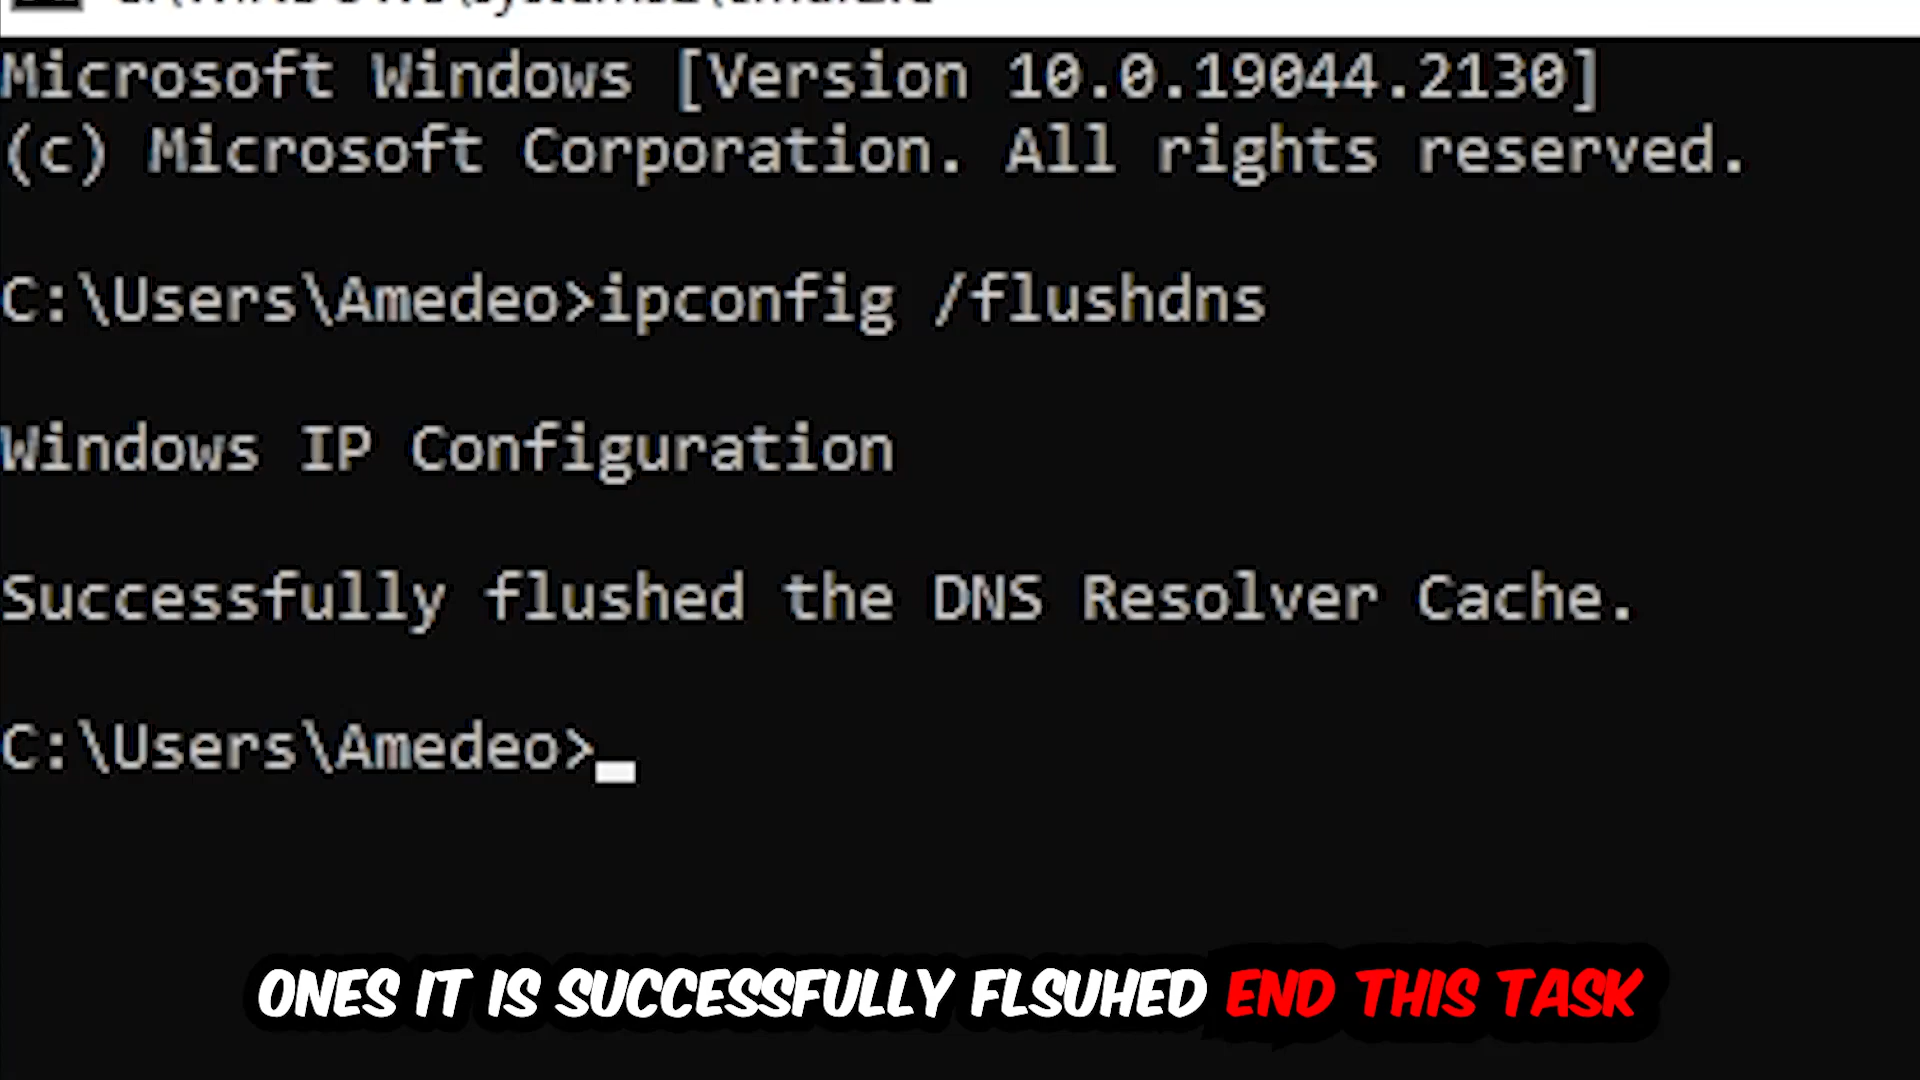 Microsoft Windows [Version 10.0.19044.2130]
(c) Microsoft Corporation. All rights reserved.
C:\Users\Amedeo>ipconfig /flushdns
Windows IP Configuration
Successfully flushed the DNS Resolver Cache.
C:\Users\Amedeo>
ONES IT IS SUCCESSFULLY FLSUHED END THIS TASK